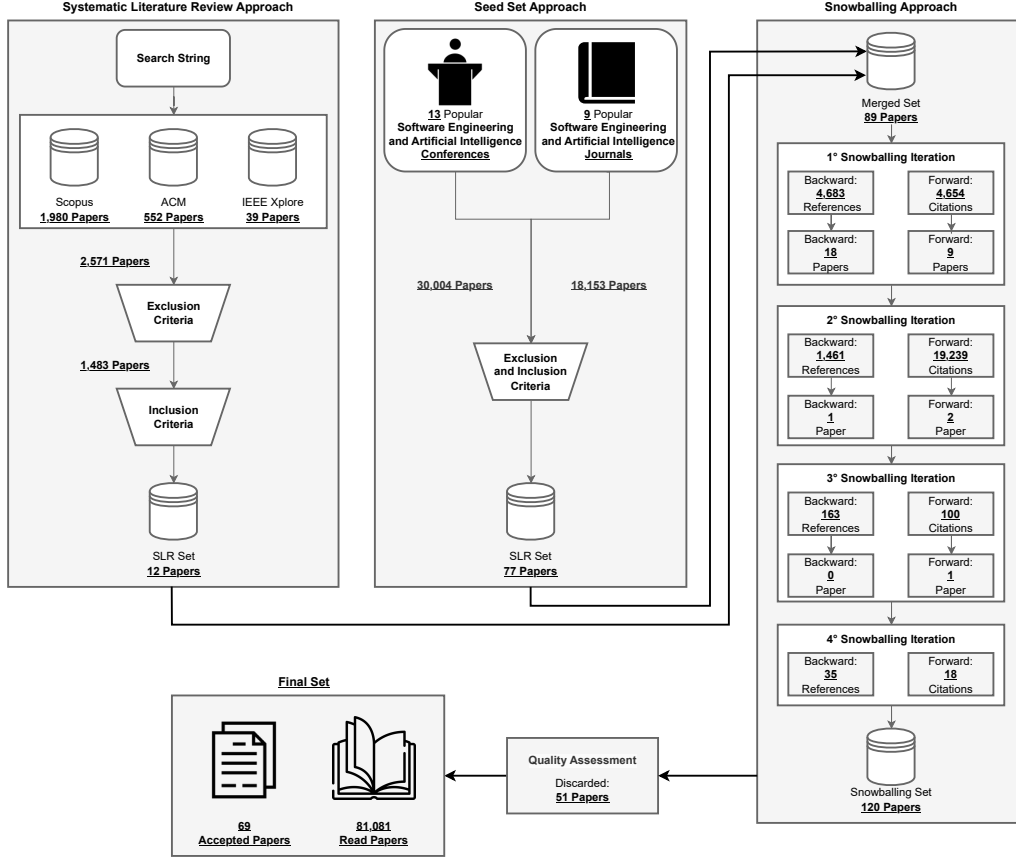 Systematic Literature Review Approach
Search String
Scopus
1,980 Papers
ACM
552 Papers
IEEE Xplore
39 Papers
2,571 Papers
Exclusion
Criteria
1,483 Papers
Inclusion
Criteria
SLR Set
12 Papers
Seed Set Approach
13 Popular
Software Engineering
and Artificial Intelligence
Conferences
9 Popular
Software Engineering
and Artificial Intelligence
Journals
30,004 Papers
18,153 Papers
Exclusion
and Inclusion
Criteria
SLR Set
77 Papers
Snowballing Approach
Merged Set
89 Papers
1° Snowballing Iteration
Backward:
4,683
References
Forward:
4,654
Citations
Backward:
18
Papers
Forward:
9
Papers
2° Snowballing Iteration
Backward:
1,461
References
Forward:
19,239
Citations
Backward:
1
Paper
Forward:
2
Paper
3° Snowballing Iteration
Backward:
163
References
Forward:
100
Citations
Backward:
0
Paper
Forward:
1
Paper
4° Snowballing Iteration
Backward:
35
References
Forward:
18
Citations
Snowballing Set
120 Papers
Quality Assessment
Discarded:
51 Papers
Final Set
69
Accepted Papers
81,081
Read Papers